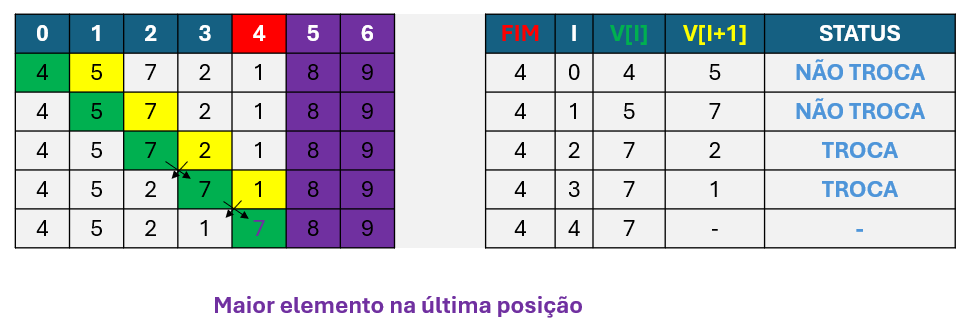 0 1 2 3 4 5 6 FIM I V[I] V[I+1] STATUS
4 5 7 2 1 8 9 4 0 4 5 NÃO TROCA
4 5 7 2 1 8 9 4 1 5 7 NÃO TROCA
4 5 7 2 1 8 9 4 2 7 2 TROCA
4 5 2 7 1 8 9 4 3 7 1 TROCA
4 5 2 1 7 8 9 4 4 7 - -
Maior elemento na última posição